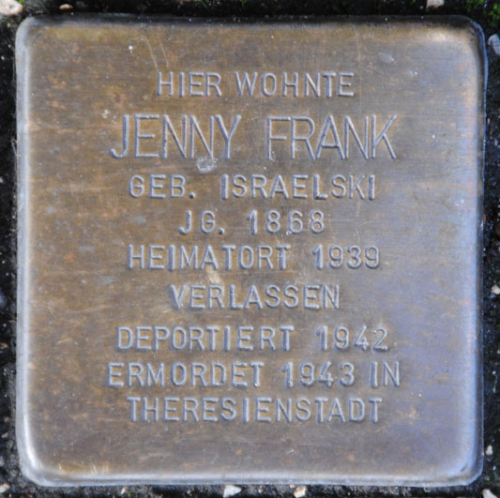 HIER WOHNTE
JENNY FRANK
GEB. ISRAELSKI
JG. 1868
HEIMATORT 1939
VERLASSEN
DEPORTIERT 1942
ERMORDET 1943 IN
THERESIENSTADT